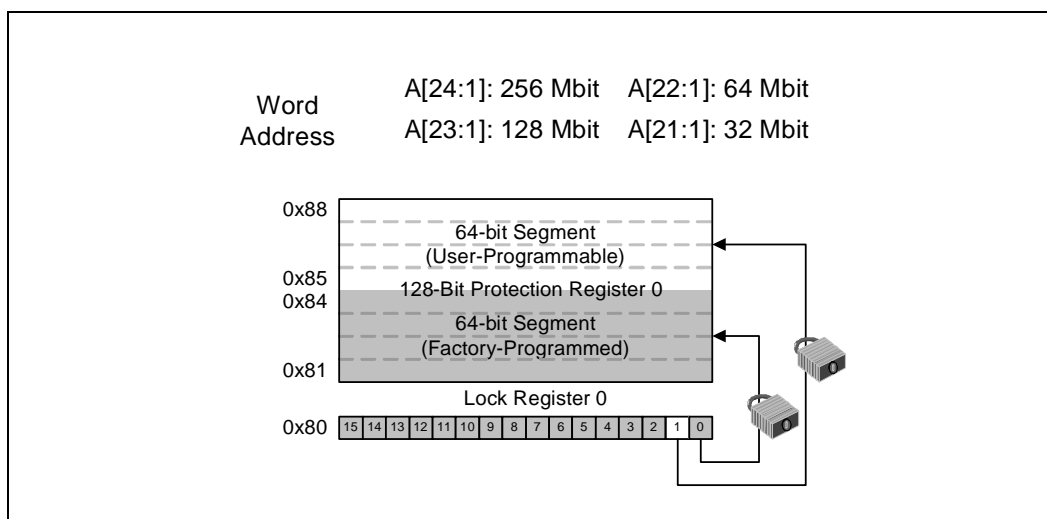 Word
Address
A[24:1]: 256 Mbit A[22:1]: 64 Mbit
A[23:1]: 128 Mbit A[21:1]: 32 Mbit
0x88
64-bit Segment
(User-Programmable)
0x85
128-Bit Protection Register 0
0x84
64-bit Segment
(Factory-Programmed)
0x81
Lock Register 0
0x80 15 14 13 12 11 10 9 8 7 6 5 4 3 2 1 0